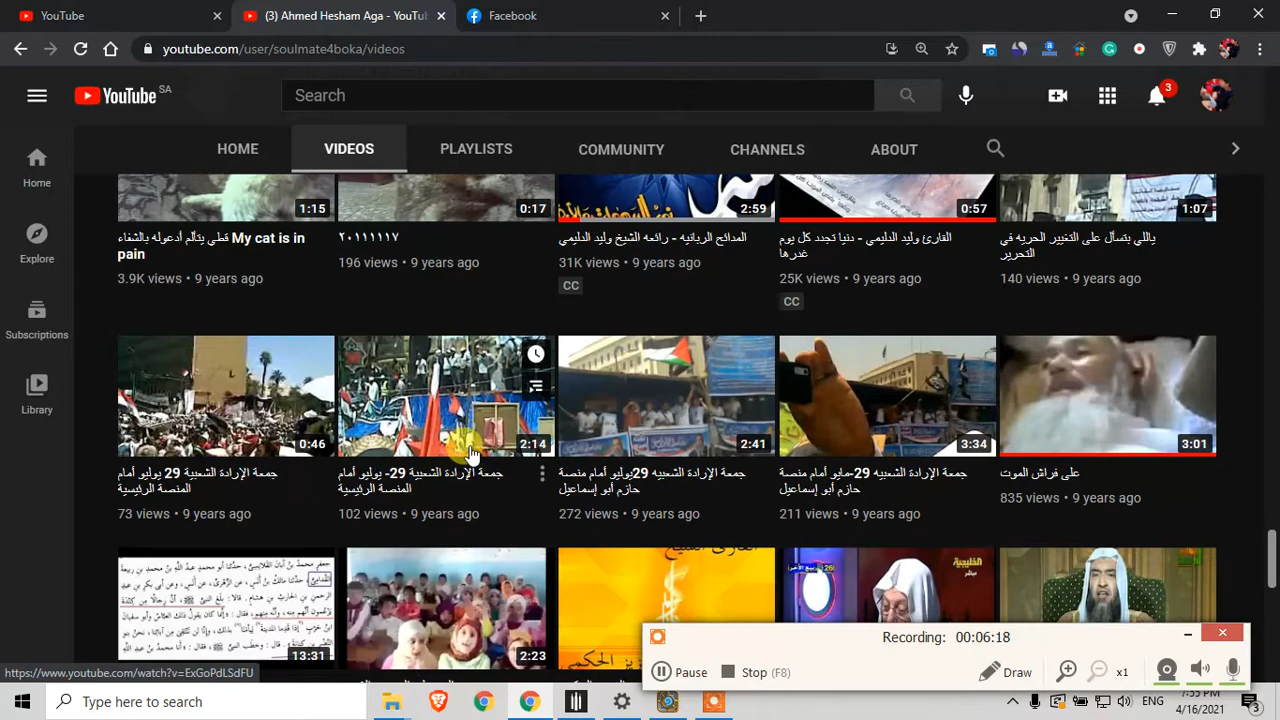 YouTube
(3) Ahmed Hesham Aga - YouTu
Facebook
youtube.com/user/soulmate4boka/videos
YouTube SA
Search
3
HOME
VIDEOS
PLAYLISTS
COMMUNITY
CHANNELS
ABOUT
Home
Explore
Subscriptions
Library
1:15
0:17
2:59
0:57
1:07
قطي يتألم أدعوله بالشفاء My cat is in
pain
3.9K views • 9 years ago
٢٠١١١١١٧
196 views • 9 years ago
المدائح الربانيه - رائعه الشيخ وليد الدليمي
31K views • 9 years ago
CC
القارئ وليد الدليمي - دنيا تجدد كل يوم
غدرها
25K views • 9 years ago
CC
ياللي بتسأل على التغيير الحريه في
التحرير
140 views • 9 years ago
0:46
2:14
2:41
3:34
3:01
جمعة الإرادة الشعبية 29 يوليو أمام
المنصة الرئيسية
73 views • 9 years ago
جمعة الإرادة الشعبية 29- يوليو أمام
المنصة الرئيسية
102 views • 9 years ago
جمعة الإرادة الشعبيه 29يوليو أمام منصة
حازم أبو إسماعيل
272 views • 9 years ago
جمعة الإرادة الشعبيه 29-مايو أمام منصة
حازم أبو إسماعيل
211 views • 9 years ago
على فراش الموت
835 views • 9 years ago
13:31
2:23
الخليجية
مباشر
Recording: 00:06:18
Pause
Stop (F8)
Draw
x1
https://www.youtube.com/watch?v=ExGoPdLSdFU
Type here to search
ENG
7:55 PM
4/16/2021
3